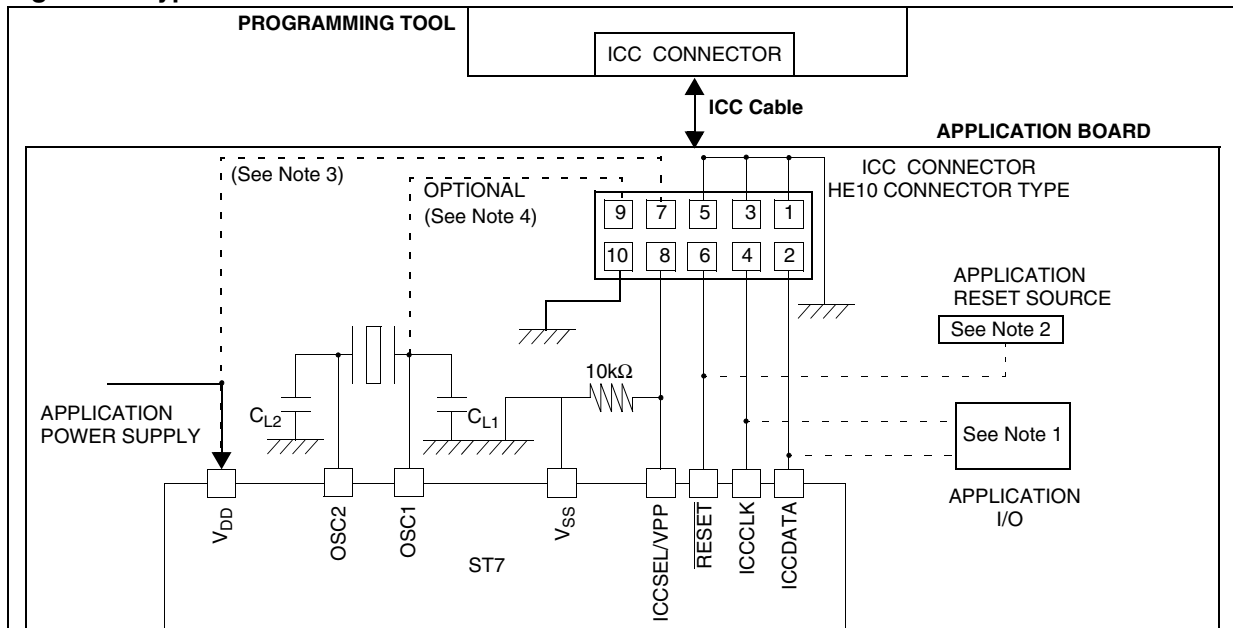 PROGRAMMING TOOL
ICC CONNECTOR
ICC Cable
APPLICATION BOARD
(See Note 3)
OPTIONAL
(See Note 4)
ICC CONNECTOR
HE10 CONNECTOR TYPE
9 7 5 3 1
10 8 6 4 2
APPLICATION
RESET SOURCE
See Note 2
10kΩ
APPLICATION
POWER SUPPLY
CL2
CL1
See Note 1
APPLICATION
I/O
VDD
OSC2
OSC1
VSS
ICCSEL/VPP
RESET
ICCCLK
ICCDATA
ST7